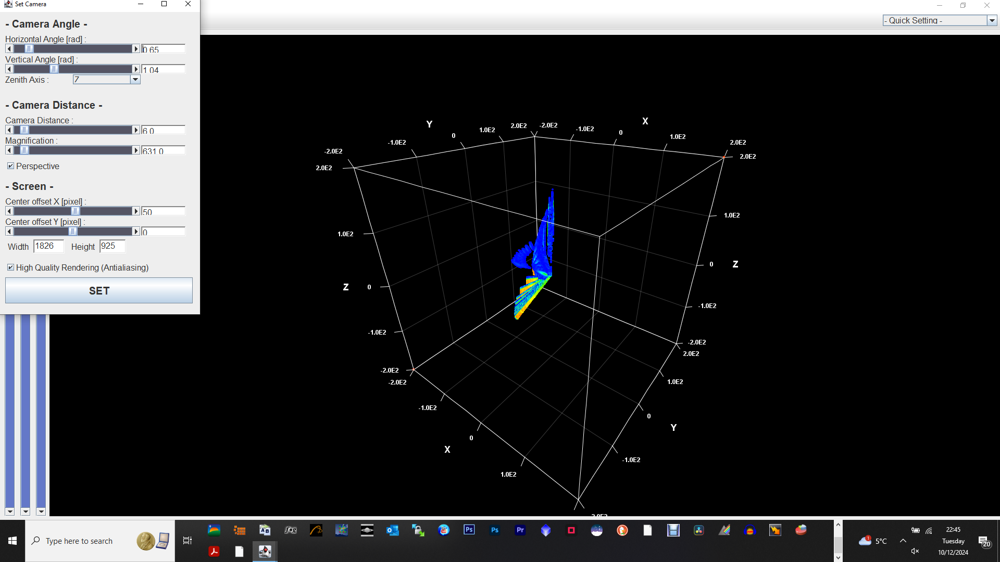 Set Camera
- Quick Setting -
- Camera Angle -
Horizontal Angle [rad] :
0.65
Vertical Angle [rad] :
1.04
Zenith Axis :
- Camera Distance -
Camera Distance :
6.0
Magnification :
631.0
Perspective
- Screen -
Center offset X [pixel] :
50
Center offset Y [pixel] :
0
Width 1826 Height 925
High Quality Rendering (Antialiasing)
SET
Y
X
-2.0E2
-1.0E2
0
1.0E2
2.0E2
-2.0E2
-1.0E2
0
1.0E2
2.0E2
2.0E2
1.0E2
Z
0
-1.0E2
-2.0E2
2.0E2
1.0E2
0
Z
-1.0E2
-2.0E2
-2.0E2
-1.0E2
0
X
1.0E2
2.0E2
1.0E2
0
Y
-1.0E2
Type here to search
Ps
Ps
Pr
1
5°C
22:45
Tuesday
10/12/2024
20